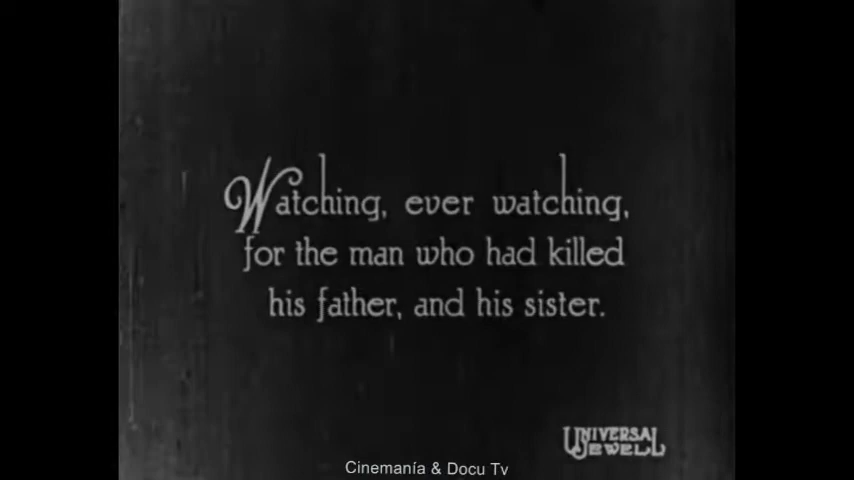 Watching, ever watching,
for the man who had killed
his father, and his sister.
UNIVERSAL
JEWELL
Cinemanía & Docu Tv